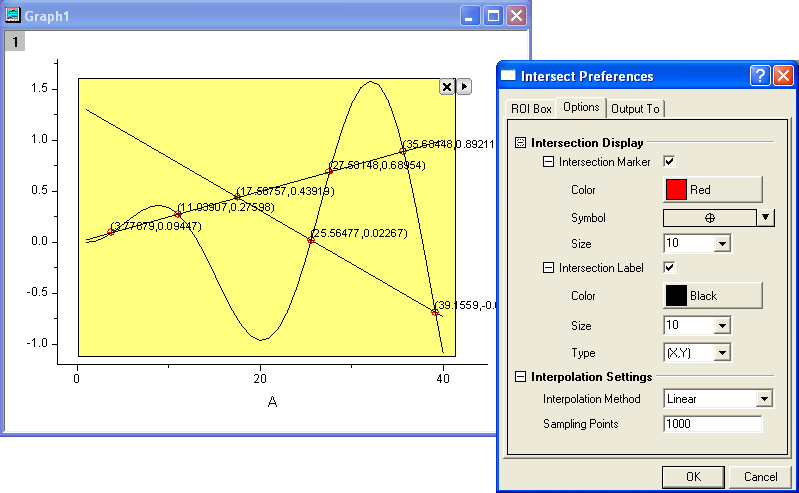 Graph1
1
1.5
1.0
0.5
0.0
-0.5
-1.0
0
20
40
A
(3.77679,0.09447)
(11.03907,0.27598)
(17.56757,0.43919)
(25.56477,0.02267)
(27.58148,0.68954)
(35.68448,0.89211
(39.1559,-0.
Intersect Preferences
ROI Box
Options
Output To
Intersection Display
Intersection Marker
Color
Red
Symbol
Size
10
Intersection Label
Color
Black
Size
10
Type
(X,Y)
Interpolation Settings
Interpolation Method
Linear
Sampling Points
1000
OK
Cancel